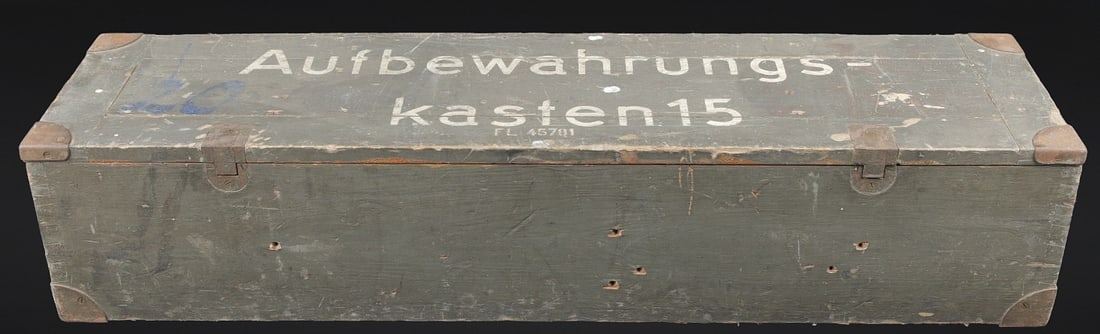 Aufbewahrungs-
kasten 15
FL. 45781